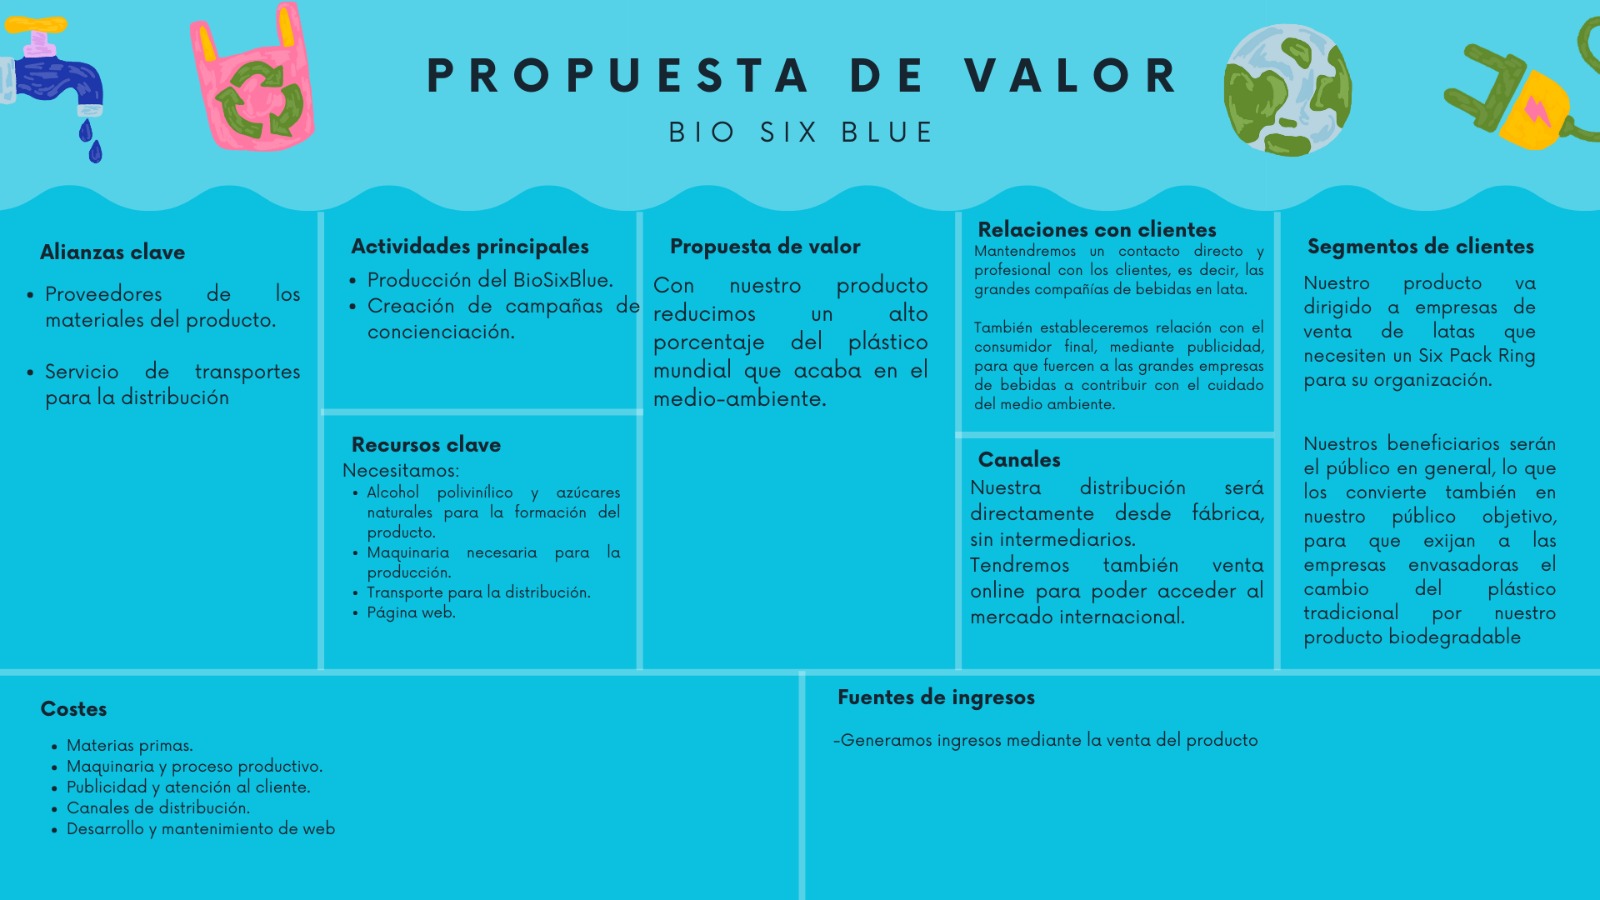 PROPUESTA DE VALOR
BIO SIX BLUE
Alianzas clave
• Proveedores de los
materiales del producto.
• Servicio de transportes
para la distribución
Actividades principales
• Producción del BioSixBlue.
• Creación de campañas de
concienciación.
Recursos clave
Necesitamos:
• Alcohol polivinílico y azúcares
naturales para la formación del
producto.
• Maquinaria necesaria para la
producción.
• Transporte para la distribución.
• Página web.
Propuesta de valor
Con nuestro producto
reducimos un alto
porcentaje del plástico
mundial que acaba en el
medio-ambiente.
Relaciones con clientes
Mantendremos un contacto directo y
profesional con los clientes, es decir, las
grandes compañías de bebidas en lata.
También estableceremos relación con el
consumidor final, mediante publicidad,
para que fuercen a las grandes empresas
de bebidas a contribuir con el cuidado
del medio ambiente.
Canales
Nuestra distribución será
directamente desde fábrica,
sin intermediarios.
Tendremos también venta
online para poder acceder al
mercado internacional.
Segmentos de clientes
Nuestro producto va
dirigido a empresas de
venta de latas que
necesiten un Six Pack Ring
para su organización.
Nuestros beneficiarios serán
el público en general, lo que
los convierte también en
nuestro público objetivo,
para que exijan a las
empresas envasadoras el
cambio del plástico
tradicional por nuestro
producto biodegradable
Costes
• Materias primas.
• Maquinaria y proceso productivo.
• Publicidad y atención al cliente.
• Canales de distribución.
• Desarrollo y mantenimiento de web
Fuentes de ingresos
-Generamos ingresos mediante la venta del producto